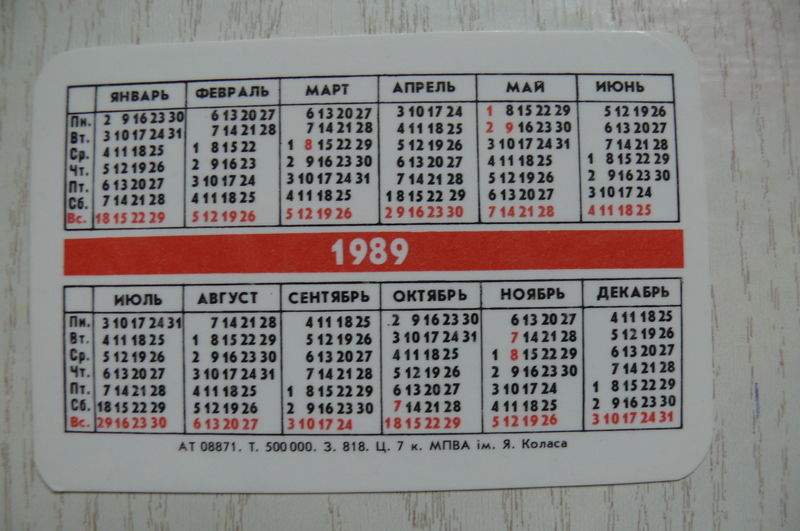 ЯНВАРЬ ФЕВРАЛЬ МАРТ АПРЕЛЬ МАЙ ИЮНЬ
Пн. 2 9 16 23 30 6 13 20 27 6 13 20 27 3 10 17 24 1 8 15 22 29 5 12 19 26
Вт. 3 10 17 24 31 7 14 21 28 7 14 21 28 4 11 18 25 2 9 16 23 30 6 13 20 27
Ср. 4 11 18 25 1 8 15 22 1 8 15 22 29 5 12 19 26 3 10 17 24 31 7 14 21 28
Чт. 5 12 19 26 2 9 16 23 2 9 16 23 30 6 13 20 27 4 11 18 25 1 8 15 22 29
Пт. 6 13 20 27 3 10 17 24 3 10 17 24 31 7 14 21 28 5 12 19 26 2 9 16 23 30
Сб. 7 14 21 28 4 11 18 25 4 11 18 25 1 8 15 22 29 6 13 20 27 3 10 17 24
Вс. 1 8 15 22 29 5 12 19 26 5 12 19 26 2 9 16 23 30 7 14 21 28 4 11 18 25
1989
ИЮЛЬ АВГУСТ СЕНТЯБРЬ ОКТЯБРЬ НОЯБРЬ ДЕКАБРЬ
Пн. 3 10 17 24 31 7 14 21 28 4 11 18 25 2 9 16 23 30 6 13 20 27 4 11 18 25
Вт. 4 11 18 25 1 8 15 22 29 5 12 19 26 3 10 17 24 31 7 14 21 28 5 12 19 26
Ср. 5 12 19 26 2 9 16 23 30 6 13 20 27 4 11 18 25 1 8 15 22 29 6 13 20 27
Чт. 6 13 20 27 3 10 17 24 31 7 14 21 28 5 12 19 26 2 9 16 23 30 7 14 21 28
Пт. 7 14 21 28 4 11 18 25 1 8 15 22 29 6 13 20 27 3 10 17 24 1 8 15 22 29
Сб. 1 8 15 22 29 5 12 19 26 2 9 16 23 30 7 14 21 28 4 11 18 25 2 9 16 23 30
Вс. 2 9 16 23 30 6 13 20 27 3 10 17 24 1 8 15 22 29 5 12 19 26 3 10 17 24 31
АТ 08871. Т. 500 000. З. 818. Ц. 7 к. МПВА ім. Я. Коласа